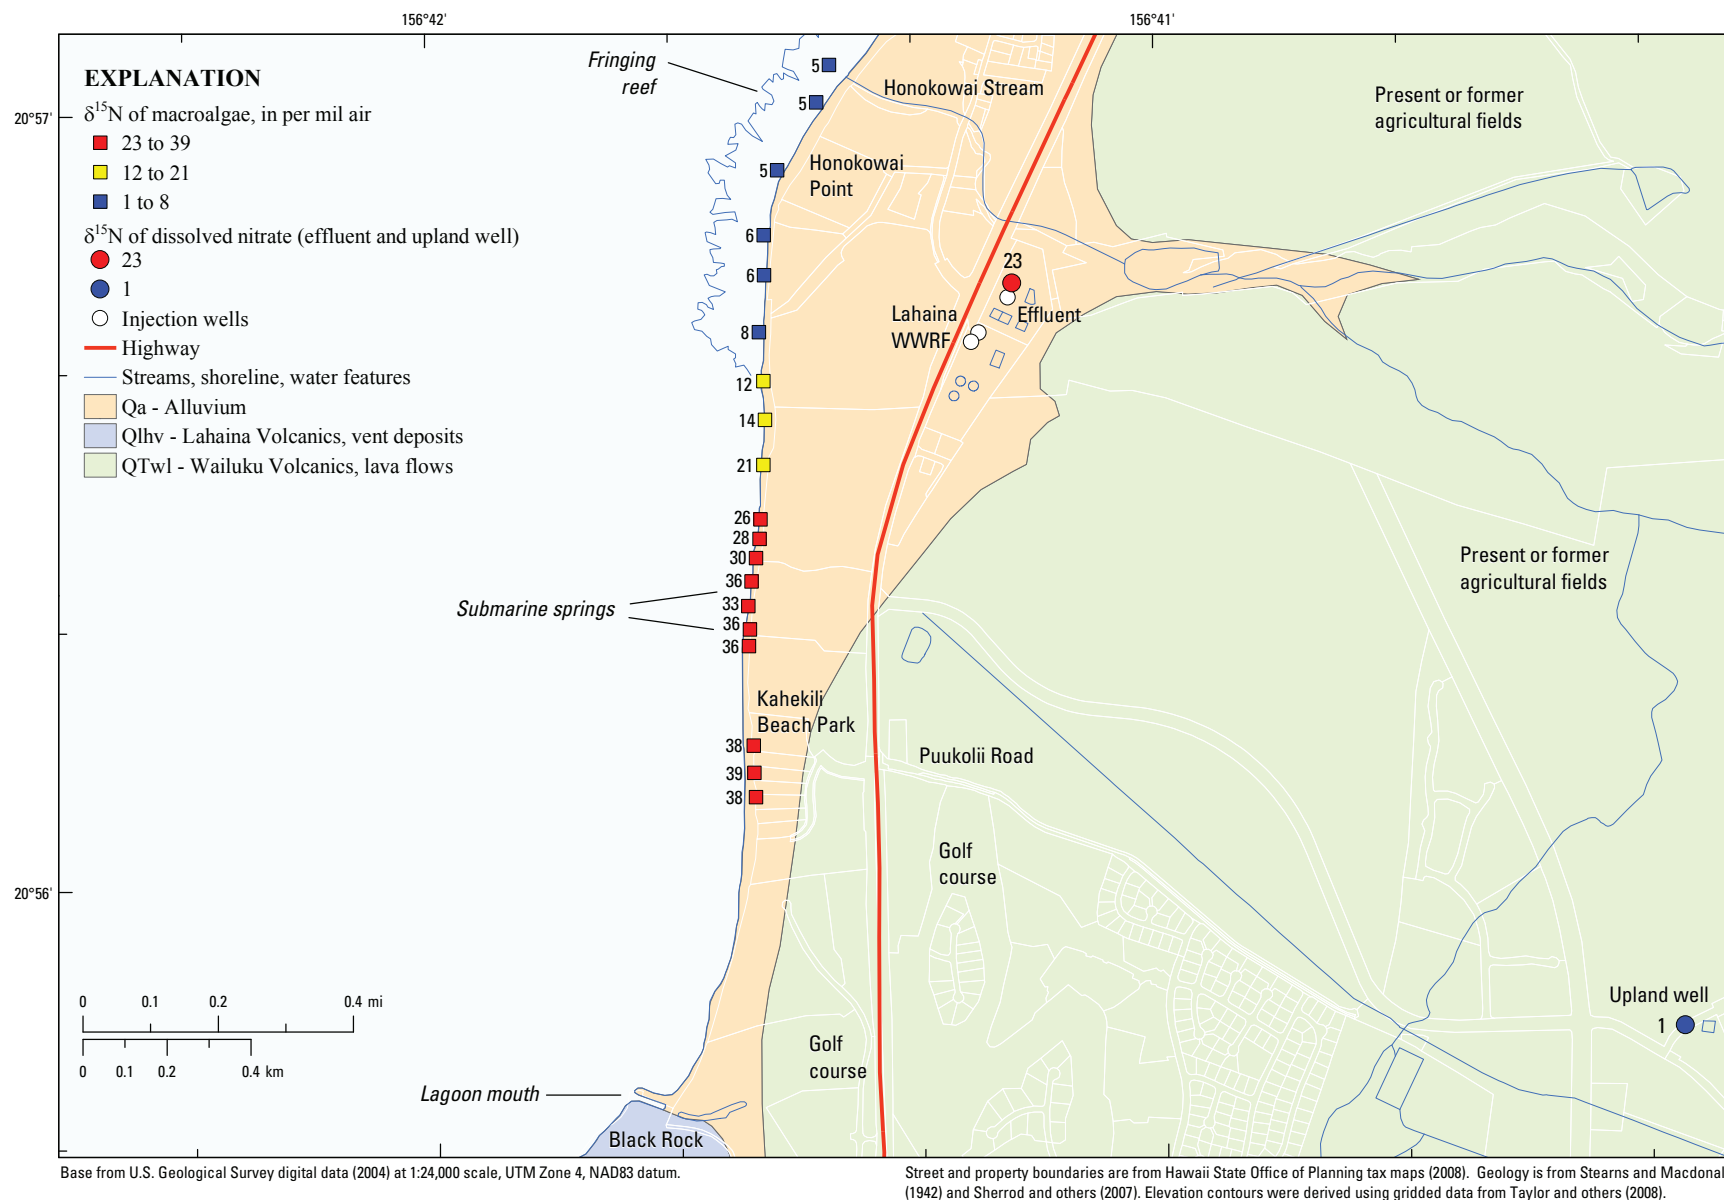 156°42'
156°41'
20°57'
20°56'
EXPLANATION
δ15N of macroalgae, in per mil air
23 to 39
12 to 21
1 to 8
δ15N of dissolved nitrate (effluent and upland well)
23
1
Injection wells
Highway
Streams, shoreline, water features
Qa - Alluvium
Qlhv - Lahaina Volcanics, vent deposits
QTwl - Wailuku Volcanics, lava flows
Fringing
reef
5
5
5
6
6
8
12
14
21
26
28
30
36
33
36
36
38
39
38
Honokowai Stream
Honokowai
Point
Present or former
agricultural fields
23
Effluent
Lahaina
WWRF
Present or former
agricultural fields
Submarine springs
Kahekili
Beach Park
Puukolii Road
Golf
course
Golf
course
Upland well
1
0 0.1 0.2 0.4 mi
0 0.1 0.2 0.4 km
Lagoon mouth
Black Rock
Base from U.S. Geological Survey digital data (2004) at 1:24,000 scale, UTM Zone 4, NAD83 datum.
Street and property boundaries are from Hawaii State Office of Planning tax maps (2008). Geology is from Stearns and Macdonal
(1942) and Sherrod and others (2007). Elevation contours were derived using gridded data from Taylor and others (2008).